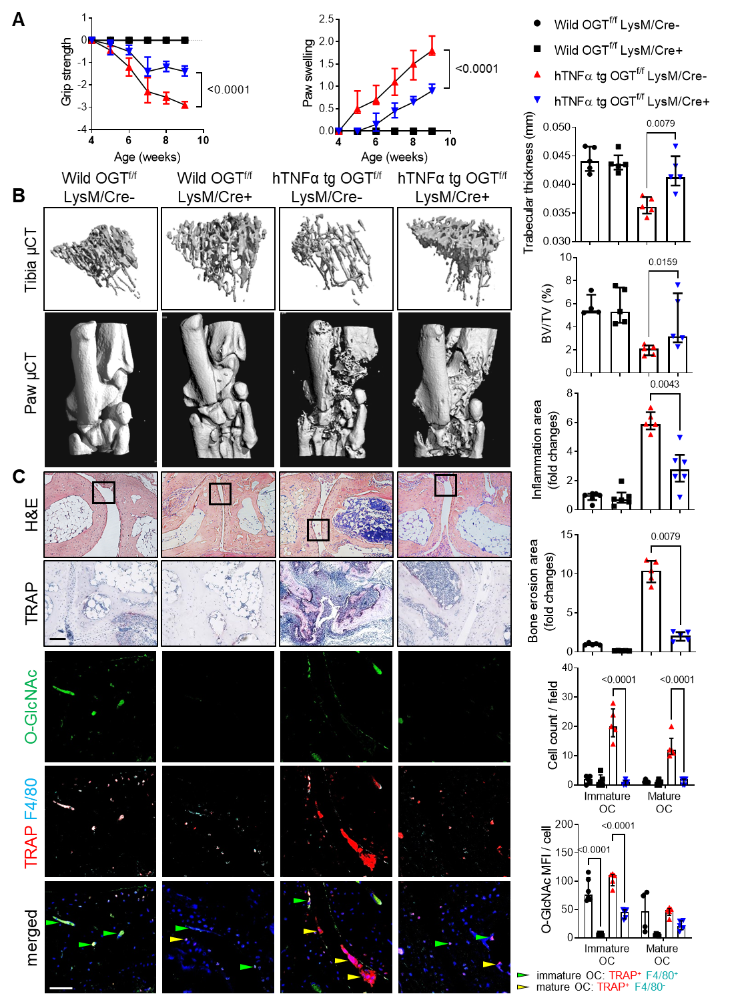 A
Grip strength
1
0
-1
-2
-3
-4
4
6
8
10
Age (weeks)
<0.0001
Paw swelling
2.5
2.0
1.5
1.0
0.5
0.0
4
6
8
10
Age (weeks)
<0.0001
Wild OGTf/f LysM/Cre-
Wild OGTf/f LysM/Cre+
hTNFα tg OGTf/f LysM/Cre-
hTNFα tg OGTf/f LysM/Cre+
B
Wild OGTf/f
LysM/Cre-
Wild OGTf/f
LysM/Cre+
hTNFα tg OGTf/f
LysM/Cre-
hTNFα tg OGTf/f
LysM/Cre+
Tibia µCT
Paw µCT
Trabecular thickness (mm)
0.050
0.045
0.040
0.035
0.030
0.0079
BV/TV (%)
10
8
6
4
2
0
0.0159
C
H&E
TRAP
O-GlcNAc
TRAP F4/80
merged
Inflammation area
(fold changes)
8
6
4
2
0
0.0043
Bone erosion area
(fold changes)
15
10
5
0
0.0079
Cell count / field
40
30
20
10
0
<0.0001
<0.0001
Immature
OC
Mature
OC
O-GlcNAc MFI / cell
200
150
100
50
0
<0.0001
<0.0001
Immature
OC
Mature
OC
immature OC: TRAP+ F4/80+
mature OC: TRAP+ F4/80-